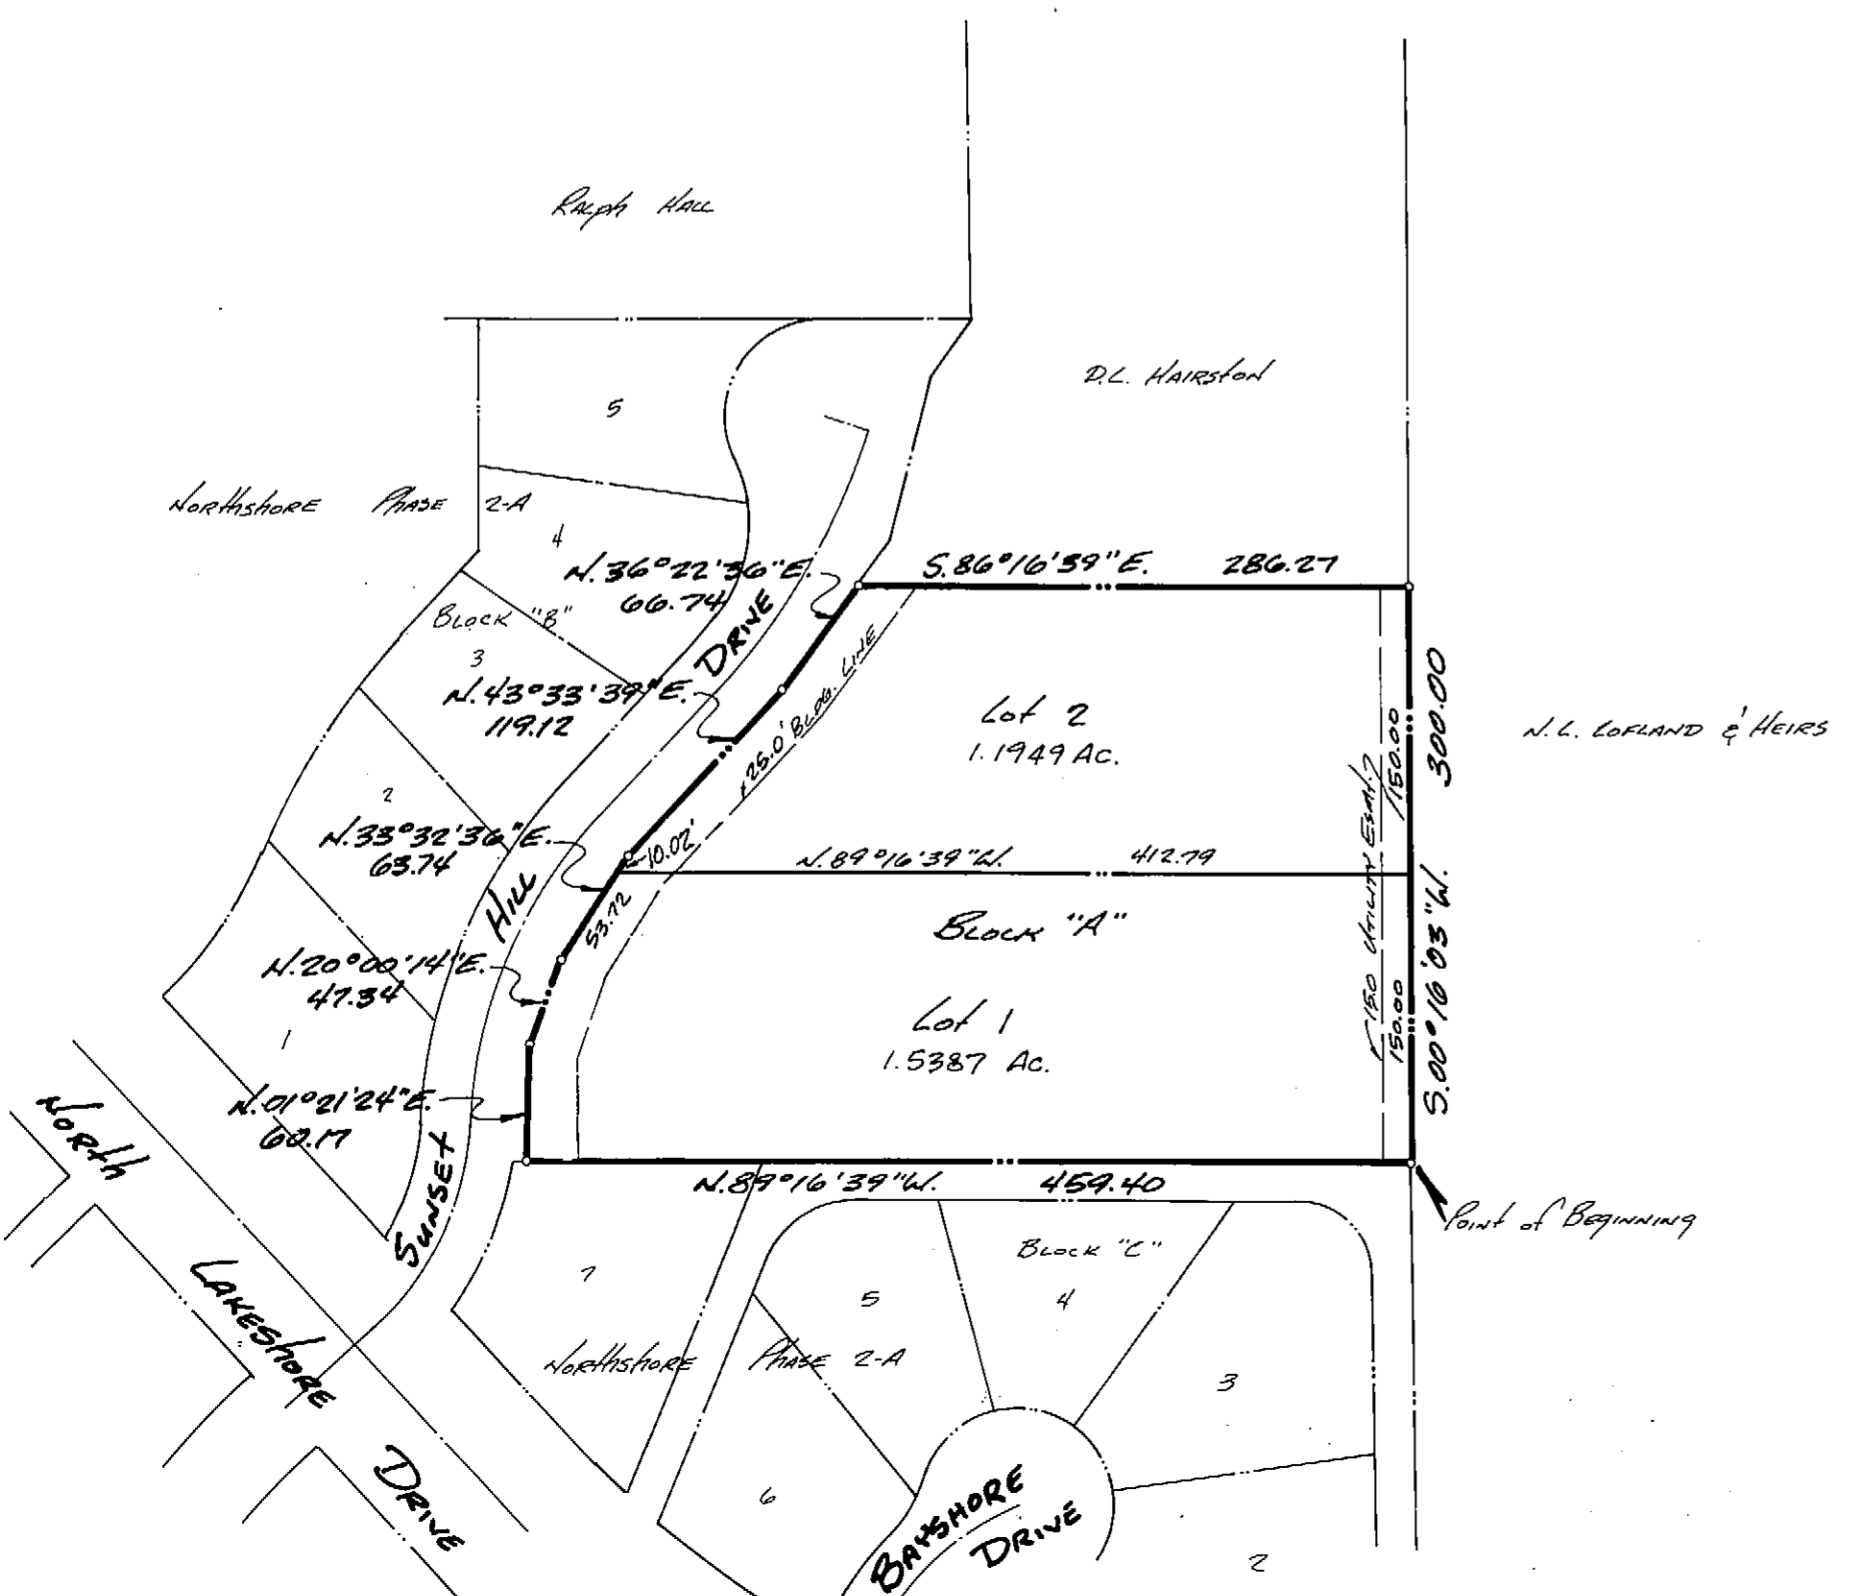 RALPH HALL
D.L. HAIRSTON
5
NORTHSHORE PHASE 2-A
4
N.36°22'36"E.
66.74
S.86°16'39"E. 286.27
BLOCK "B"
3
DRIVE
25.0' BLDG. LINE
N.43°33'39"E.
119.12
Lot 2
1.1949 AC.
150.00
300.00
N.L. LOFLAND & HEIRS
2
N.33°32'36"E.
63.74
10.02'
N.89°16'39"W. 412.79
15.0 UTILITY ESMT.
HILL
53.72
BLOCK "A"
S.00°16'03"W.
N.20°00'14"E.
47.34
Lot 1
1.5387 AC.
150.00
1
N.01°21'24"E.
60.17
NORTH
SUNSET
N.89°16'39"W. 459.40
POINT of BEGINNING
BLOCK "C"
7
5
4
LAKESHORE
NORTHSHORE PHASE 2-A
3
DRIVE
6
BAYSHORE
DRIVE
2